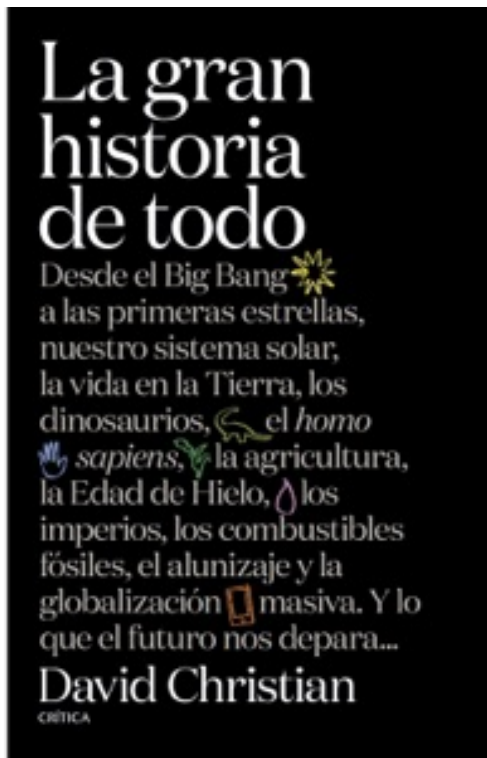 La gran
historia
de todo
Desde el Big Bang
a las primeras estrellas,
nuestro sistema solar,
la vida en la Tierra, los
dinosaurios, el homo
sapiens, la agricultura,
la Edad de Hielo, los
imperios, los combustibles
fósiles, el alunizaje y la
globalización masiva. Y lo
que el futuro nos depara...
David Christian
CRÍTICA